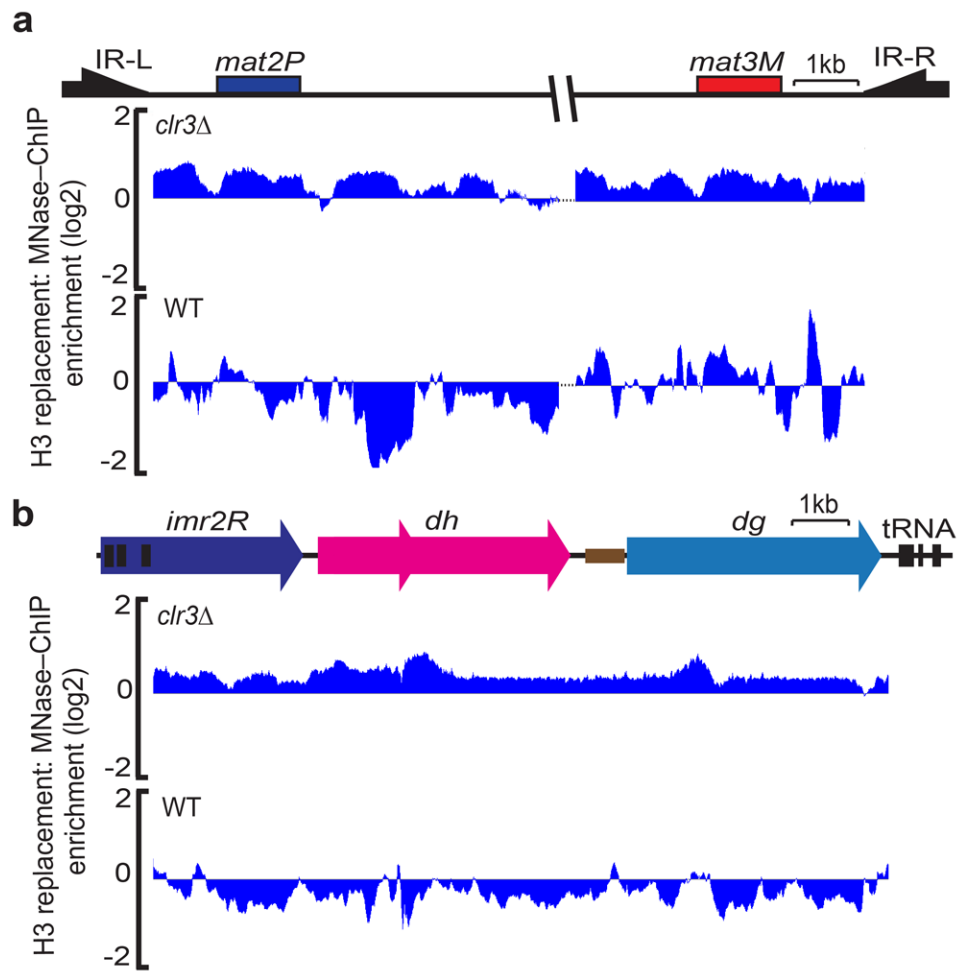 a
IR-L
mat2P
mat3M
1kb
IR-R
H3 replacement: MNase–ChIP
enrichment (log2)
2
clr3Δ
0
-2
2
WT
0
-2
b
imr2R
dh
dg
1kb
tRNA
H3 replacement: MNase–ChIP
enrichment (log2)
2
clr3Δ
0
-2
2
WT
0
-2